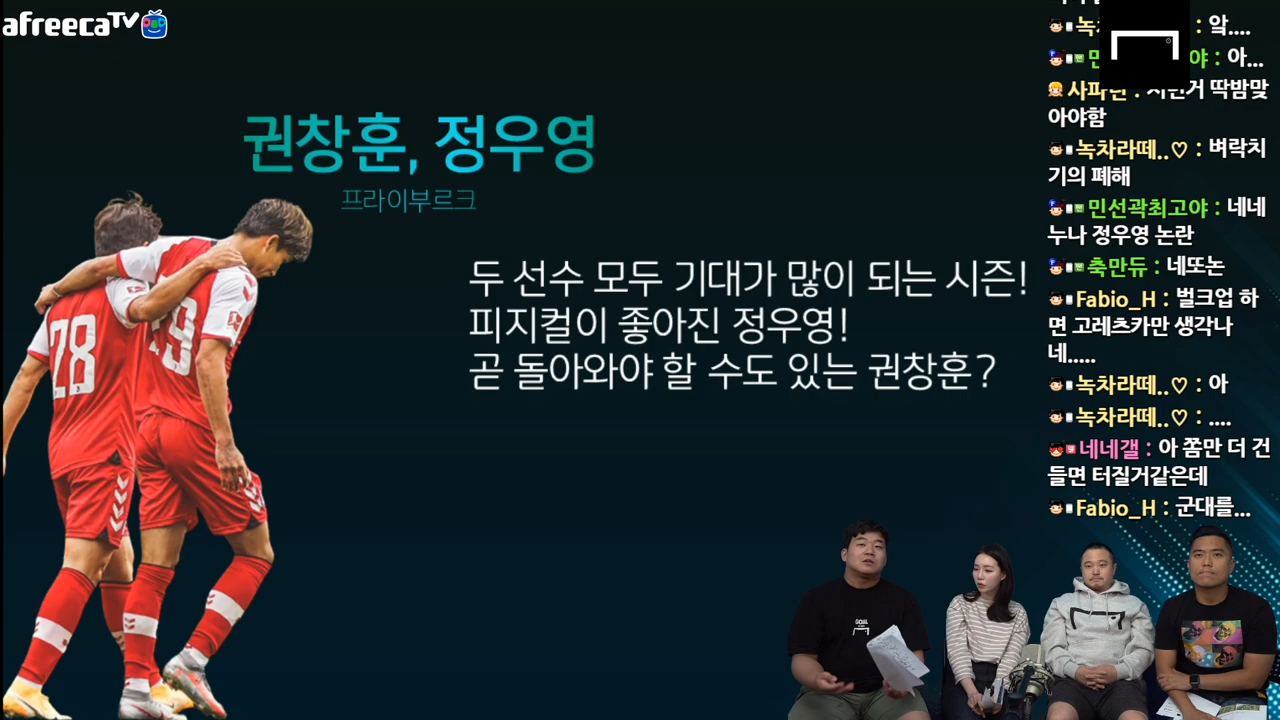 afreecaTV
권창훈, 정우영
프라이부르크
두 선수 모두 기대가 많이 되는 시즌!
피지컬이 좋아진 정우영!
곧 돌아와야 할 수도 있는 권창훈?
28
29
: 앜....
야 : 아...
딱밤맞
아야함
녹차라떼..♡ : 벼락치
기의 폐해
민선곽최고야 : 네네
누나 정우영 논란
축만듀 : 네또논
Fabio_H : 벌크업 하
면 고레츠카만 생각나
네.....
녹차라떼..♡ : 아
녹차라떼..♡ : ....
네네갤 : 아 쫌만 더 건
들면 터질거같은데
Fabio_H : 군대를...
GOAL